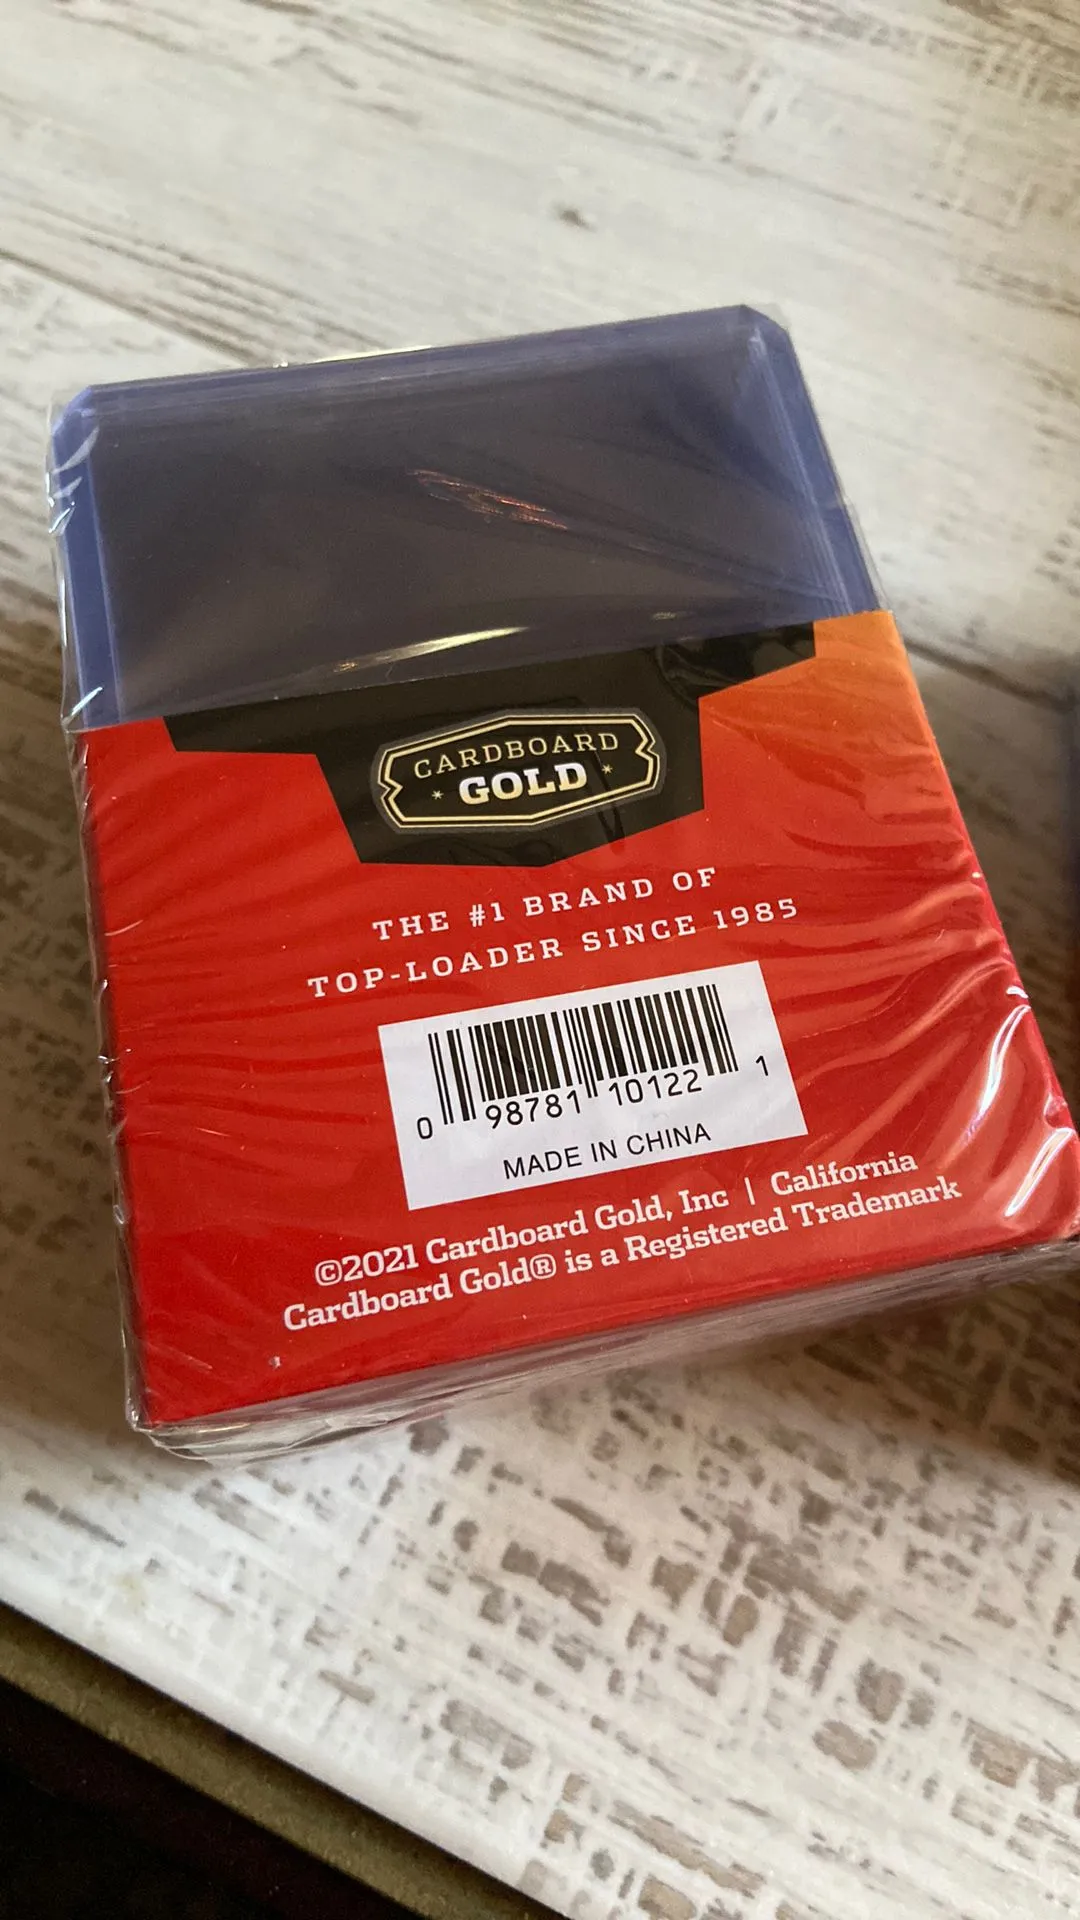 CARDBOARD
* GOLD *
THE #1 BRAND OF
TOP-LOADER SINCE 1985
0 98781 10122 1
MADE IN CHINA
©2021 Cardboard Gold, Inc | California
Cardboard Gold® is a Registered Trademark